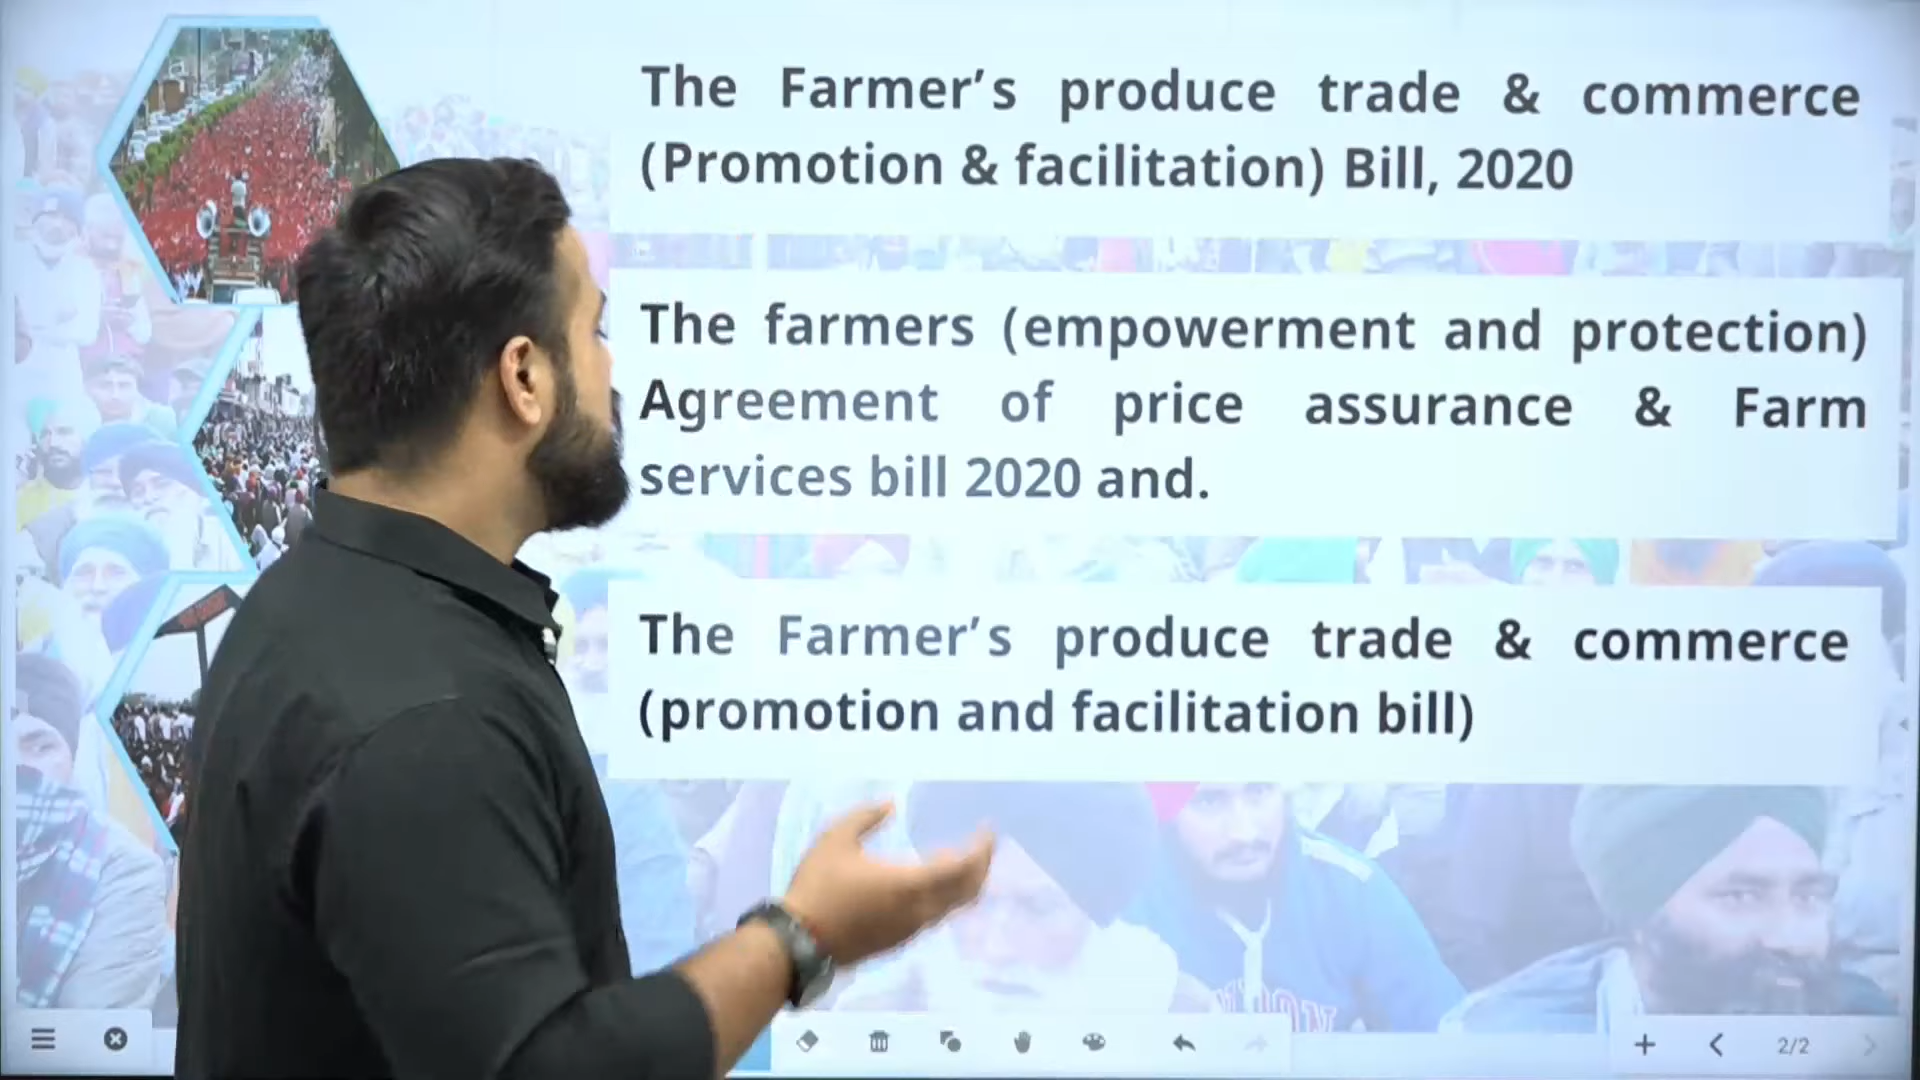 The Farmer’s produce trade & commerce
(Promotion & facilitation) Bill, 2020
The farmers (empowerment and protection)
Agreement of price assurance & Farm
services bill 2020 and.
The Farmer’s produce trade & commerce
(promotion and facilitation bill)
2/2